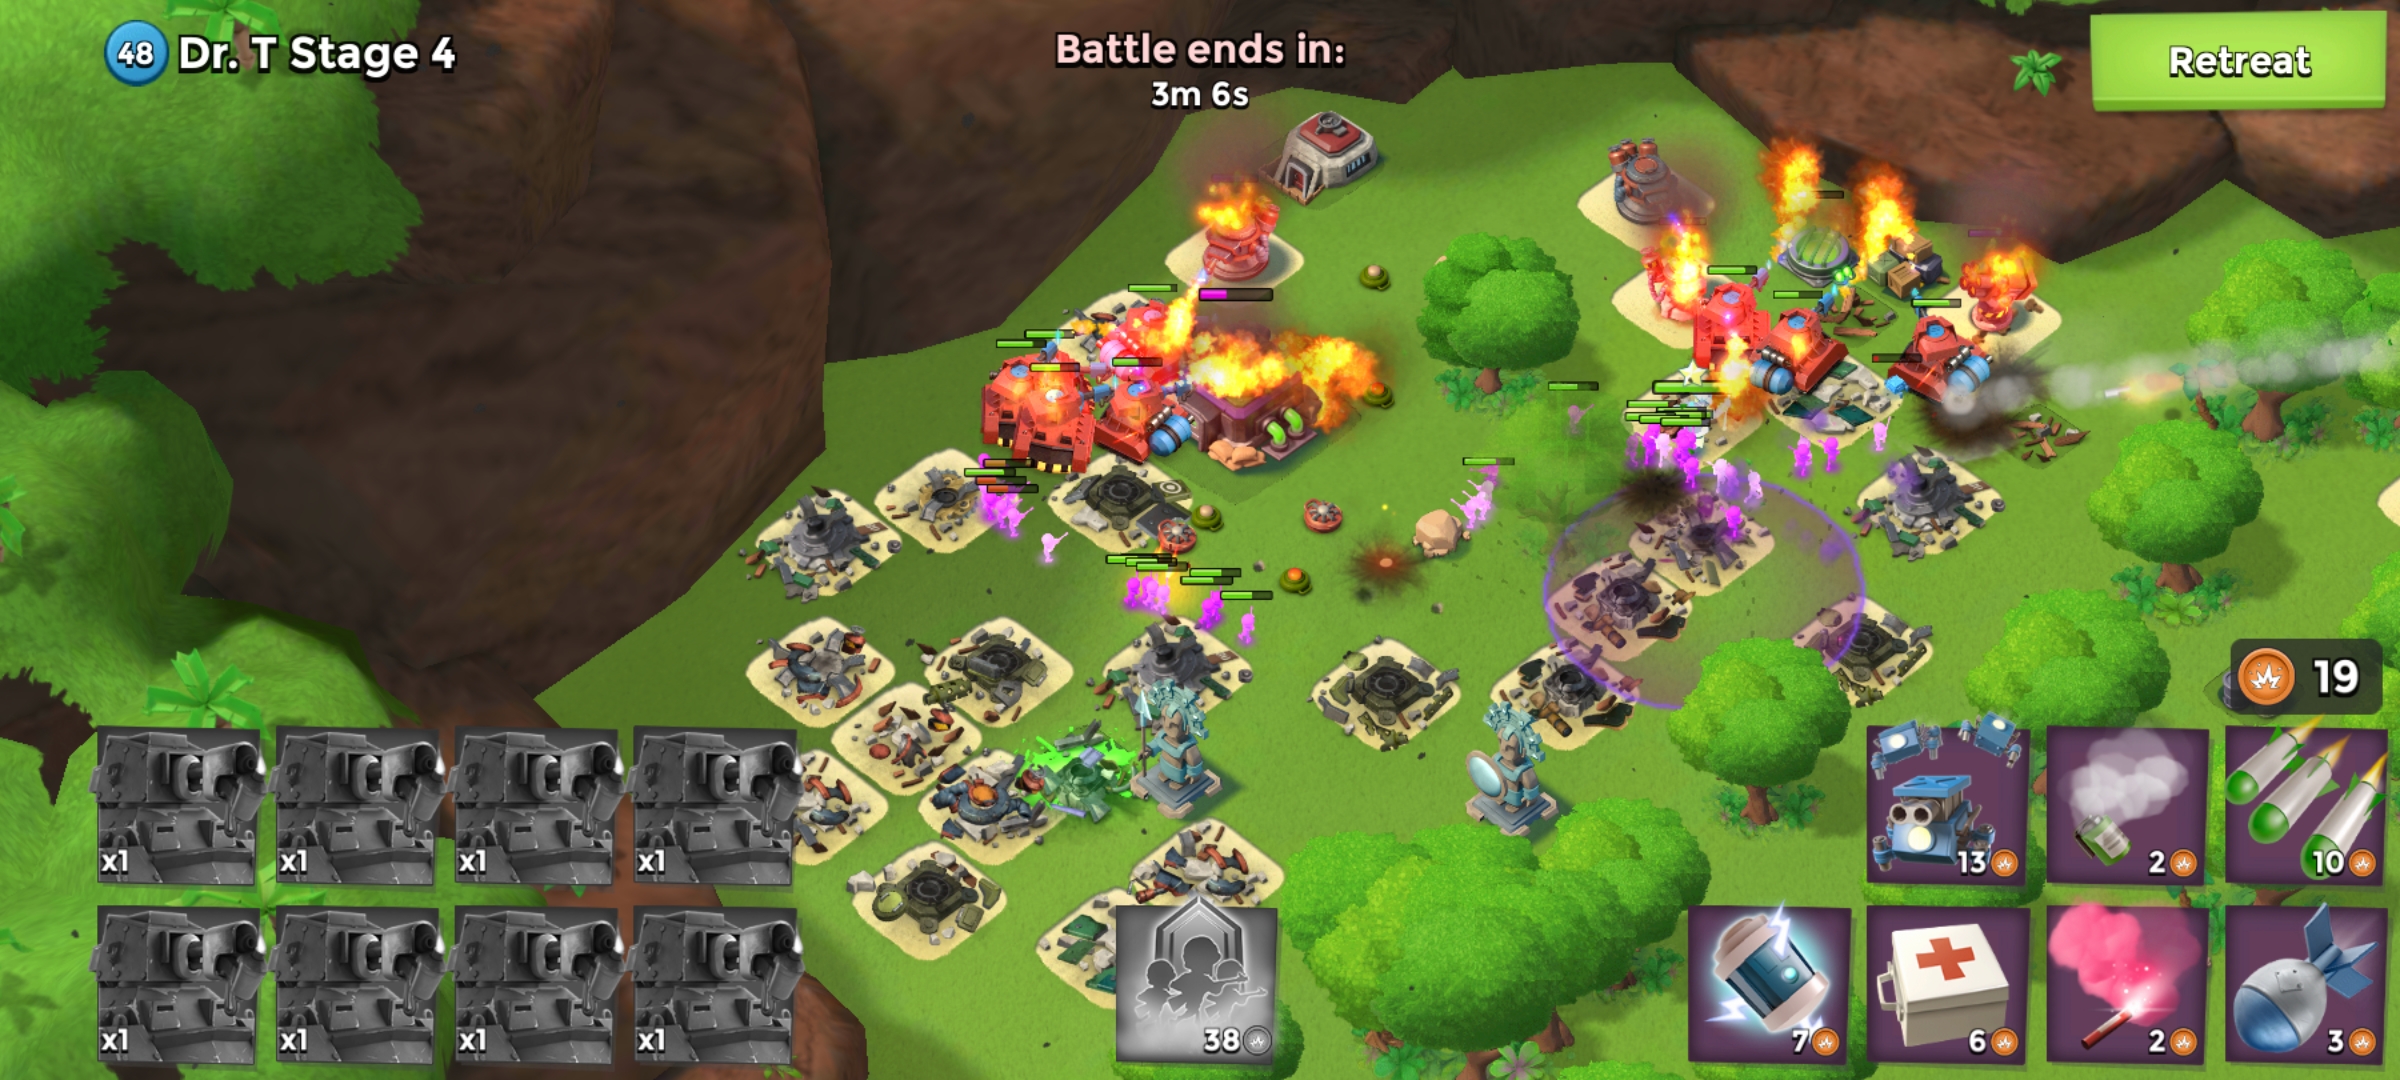 48 Dr. T Stage 4
Battle ends in:
3m 6s
Retreat
19
x1 x1 x1 x1
13 2 10
x1 x1 x1 x1
38
7 6 2 3